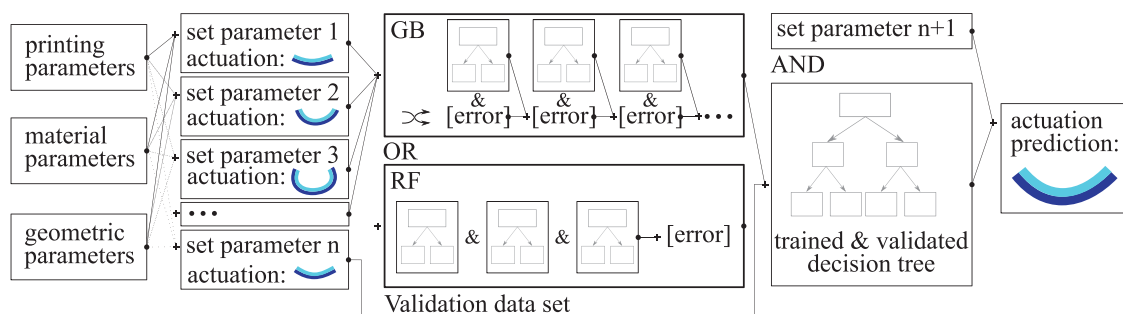 printing
parameters
material
parameters
geometric
parameters
set parameter 1
actuation:
set parameter 2
actuation:
set parameter 3
actuation:
•••
set parameter n
actuation:
GB
&
&
&
[error]
[error]
[error]
•••
OR
RF
&
&
[error]
Validation data set
set parameter n+1
AND
trained & validated
decision tree
actuation
prediction: